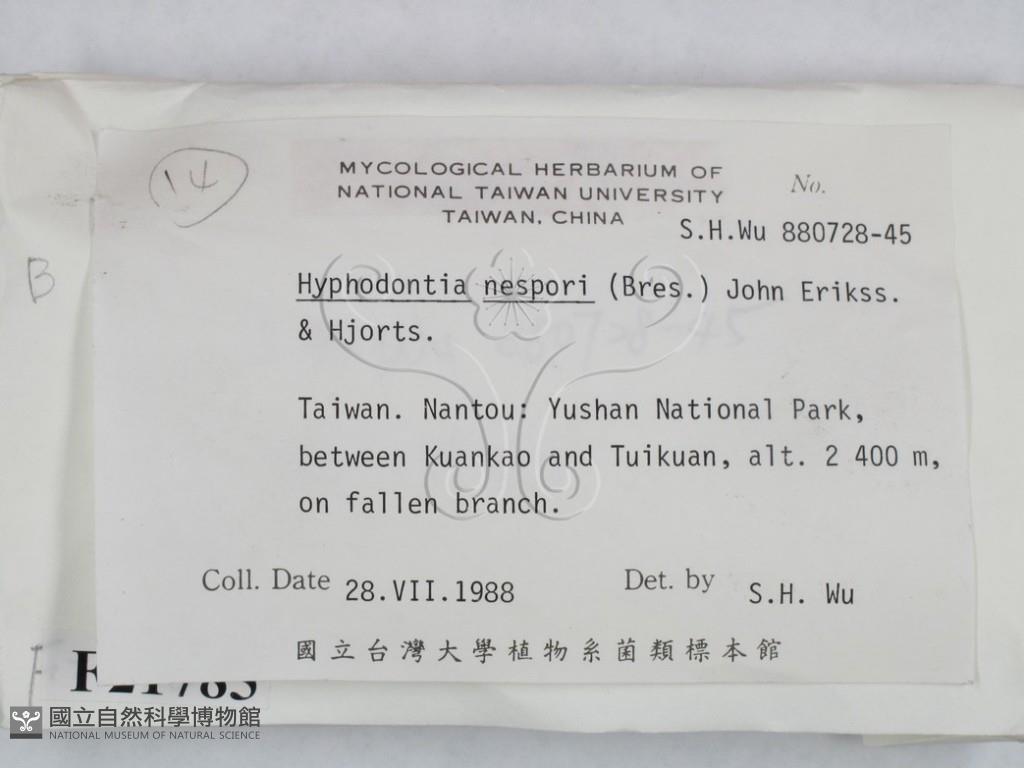 14
MYCOLOGICAL HERBARIUM OF
NATIONAL TAIWAN UNIVERSITY
TAIWAN, CHINA
No.
S.H.Wu 880728-45
B
Hyphodontia nespori (Bres.) John Erikss.
& Hjorts.
Taiwan. Nantou: Yushan National Park,
between Kuankao and Tuikuan, alt. 2 400 m,
on fallen branch.
Coll. Date 28.VII.1988
Det. by S.H. Wu
國立台灣大學植物系菌類標本館
國立自然科學博物館
NATIONAL MUSEUM OF NATURAL SCIENCE